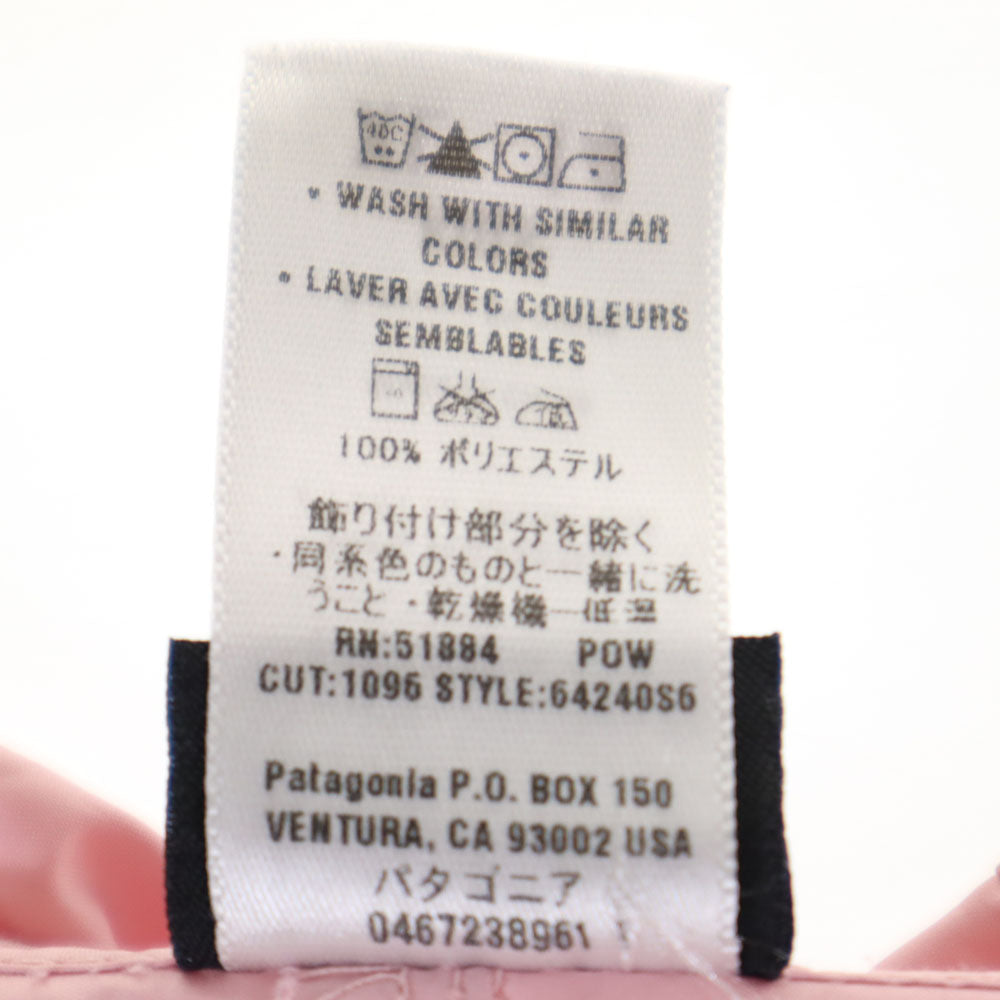 40C
• WASH WITH SIMILAR
COLORS
• LAVER AVEC COULEURS
SEMBLABLES
100% ポリエステル
飾り付け部分を除く
・同系色のものと一緒に洗
うこと・乾燥機一低温
RN:51884 POW
CUT:1096 STYLE:64240S6
Patagonia P.O. BOX 150
VENTURA, CA 93002 USA
パタゴニア
0467238961